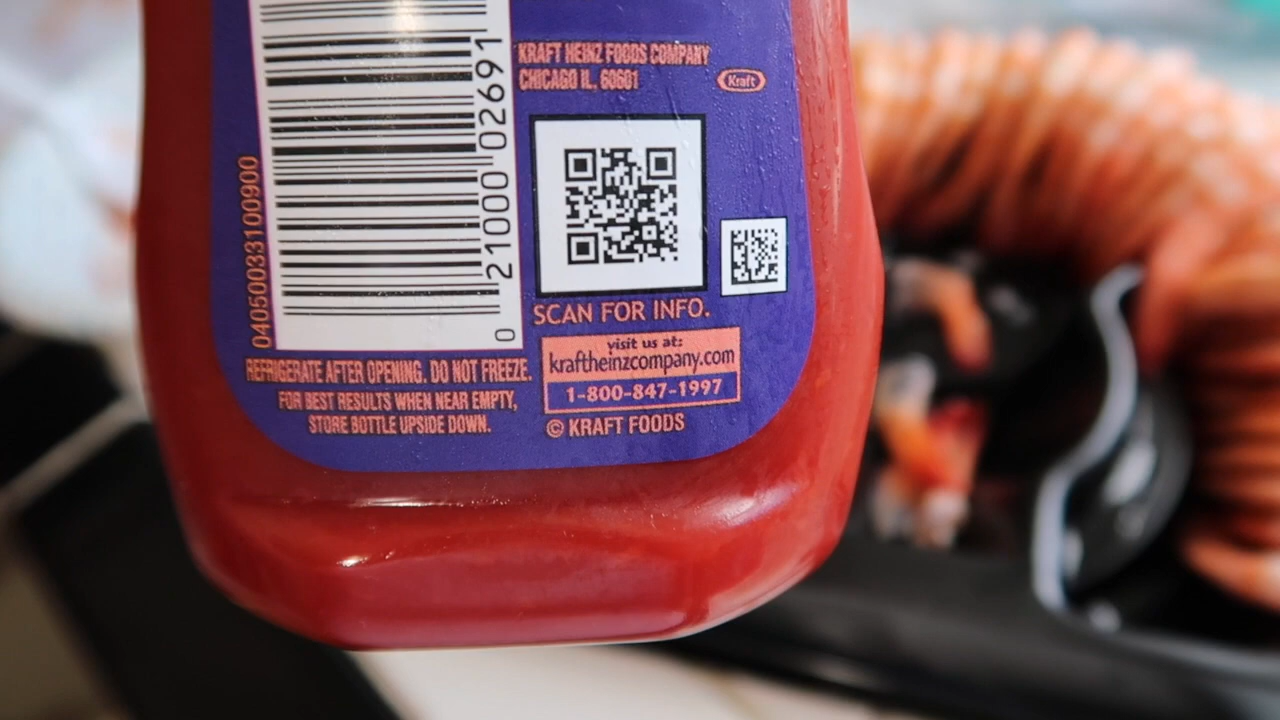 KRAFT HEINZ FOODS COMPANY
CHICAGO IL, 60601
Kraft
0405003310090​0
0 21000 02691
SCAN FOR INFO.
visit us at:
kraftheinzcompany.com
1-800-847-1997
© KRAFT FOODS
REFRIGERATE AFTER OPENING. DO NOT FREEZE.
FOR BEST RESULTS WHEN NEAR EMPTY,
STORE BOTTLE UPSIDE DOWN.